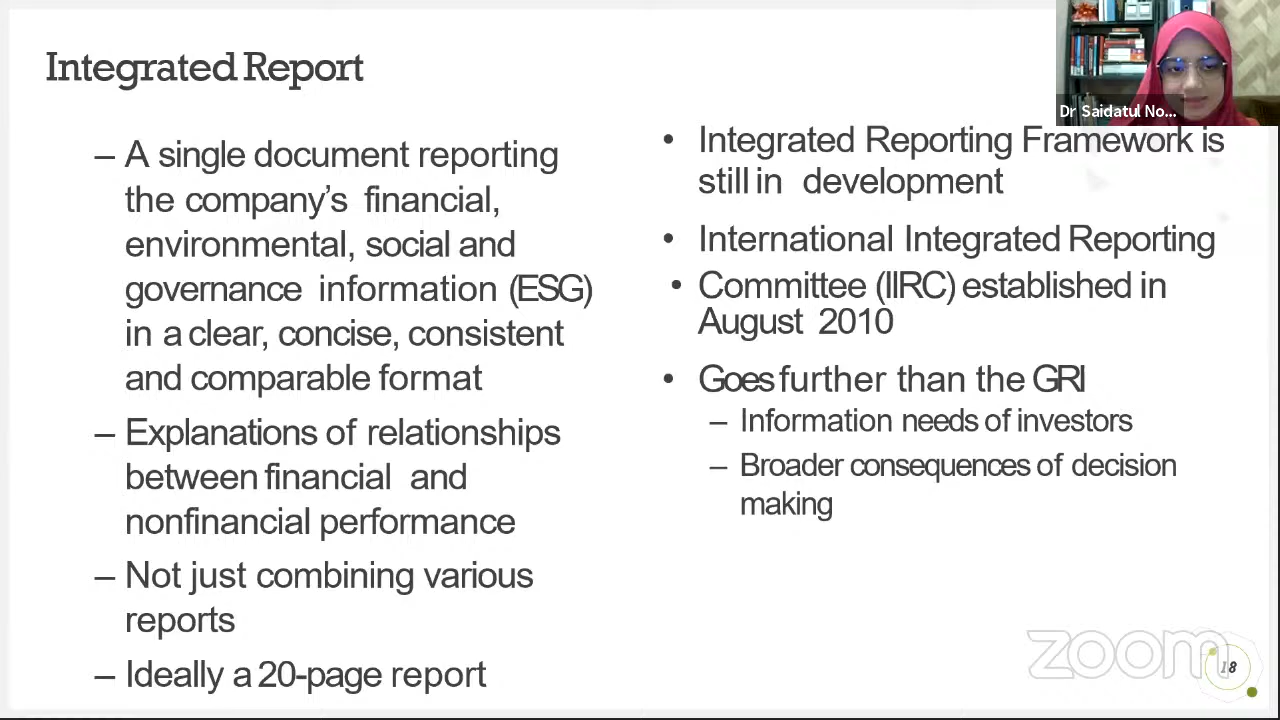 Integrated Report
– A single document reporting
the company’s financial,
environmental, social and
governance information (ESG)
in a clear, concise, consistent
and comparable format
– Explanations of relationships
between financial and
nonfinancial performance
– Not just combining various
reports
– Ideally a 20-page report
Dr Saidatul No...
• Integrated Reporting Framework is
still in development
• International Integrated Reporting
• Committee (IIRC) established in
August 2010
• Goes further than the GRI
– Information needs of investors
– Broader consequences of decision
making
zoom
18